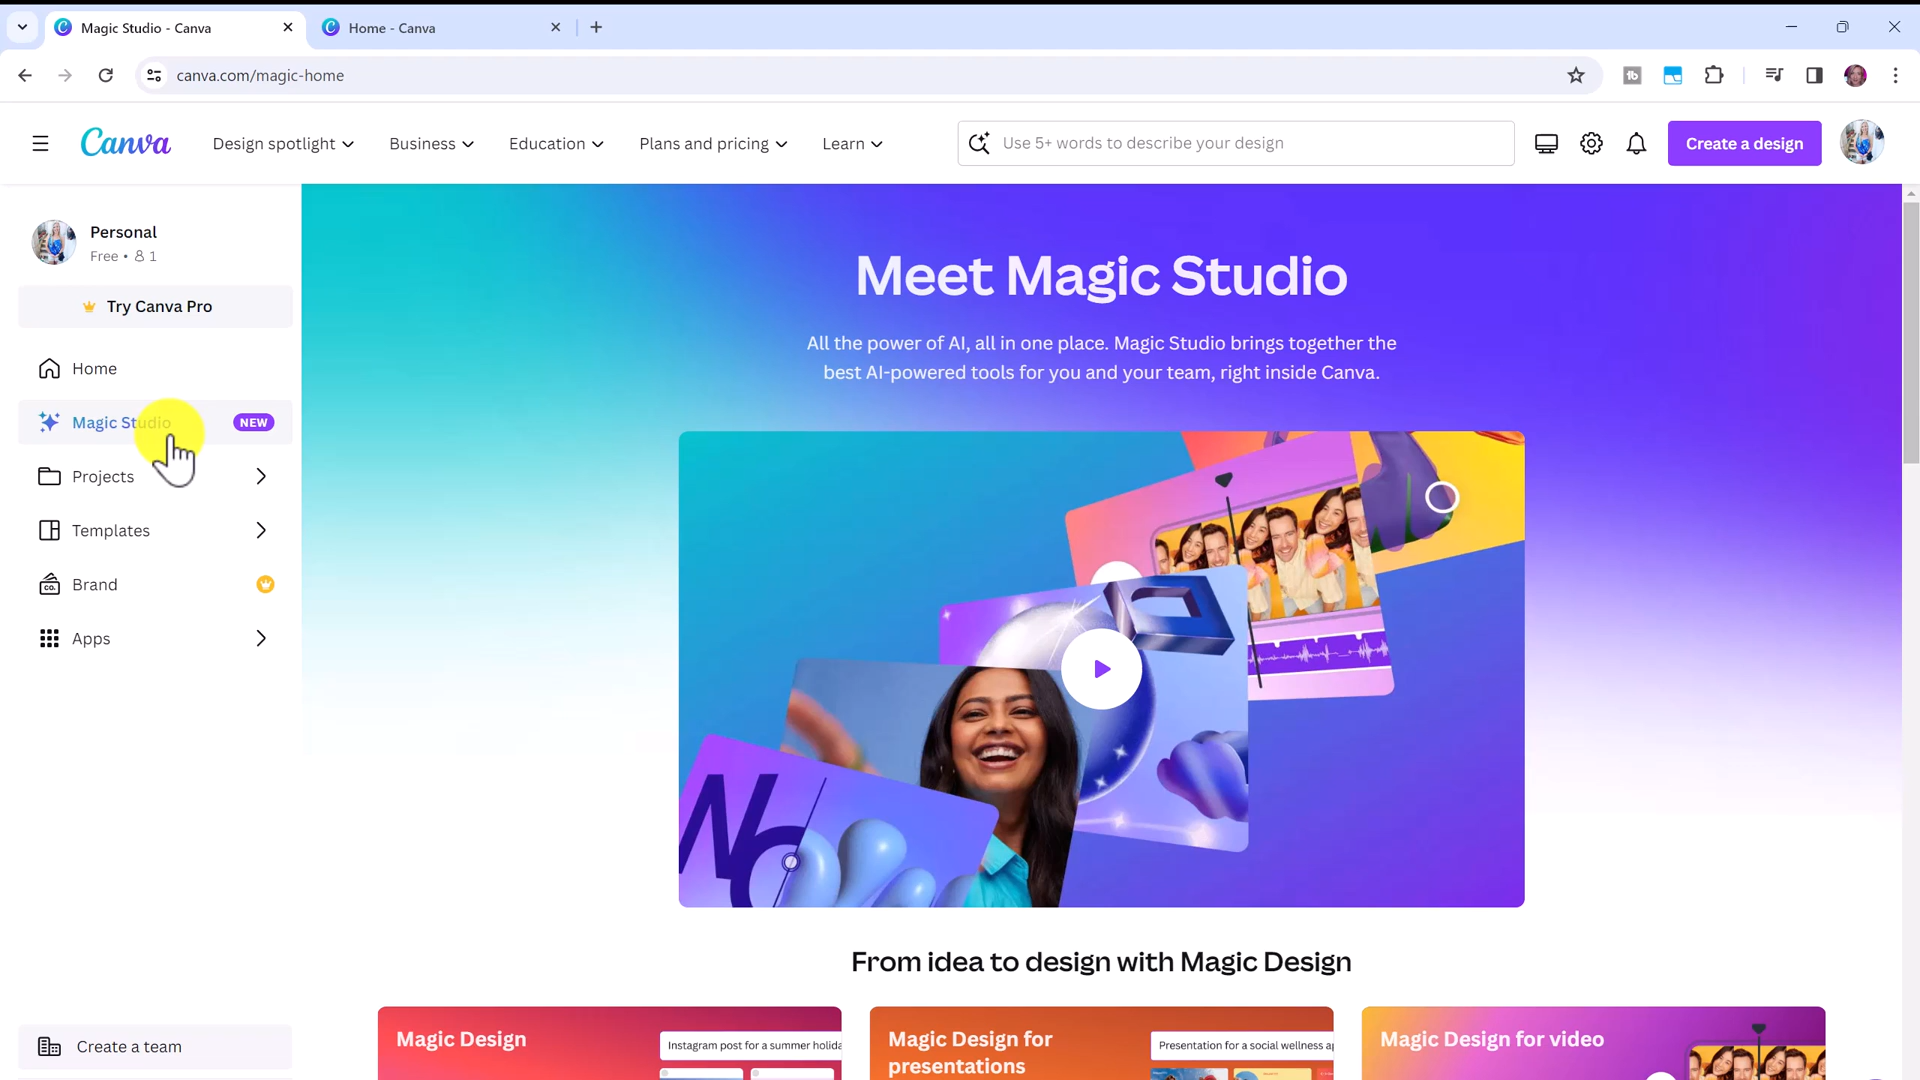 Magic Studio - Canva
Home - Canva
canva.com/magic-home
Canva
Design spotlight
Business
Education
Plans and pricing
Learn
Use 5+ words to describe your design
Create a design
Personal
Free • 1
Try Canva Pro
Home
Magic Studio
NEW
Projects
Templates
CO.
Brand
Apps
Create a team
Meet Magic Studio
All the power of AI, all in one place. Magic Studio brings together the
best AI-powered tools for you and your team, right inside Canva.
From idea to design with Magic Design
Magic Design
Instagram post for a summer holida
Magic Design for
presentations
Presentation for a social wellness ap
Magic Design for video